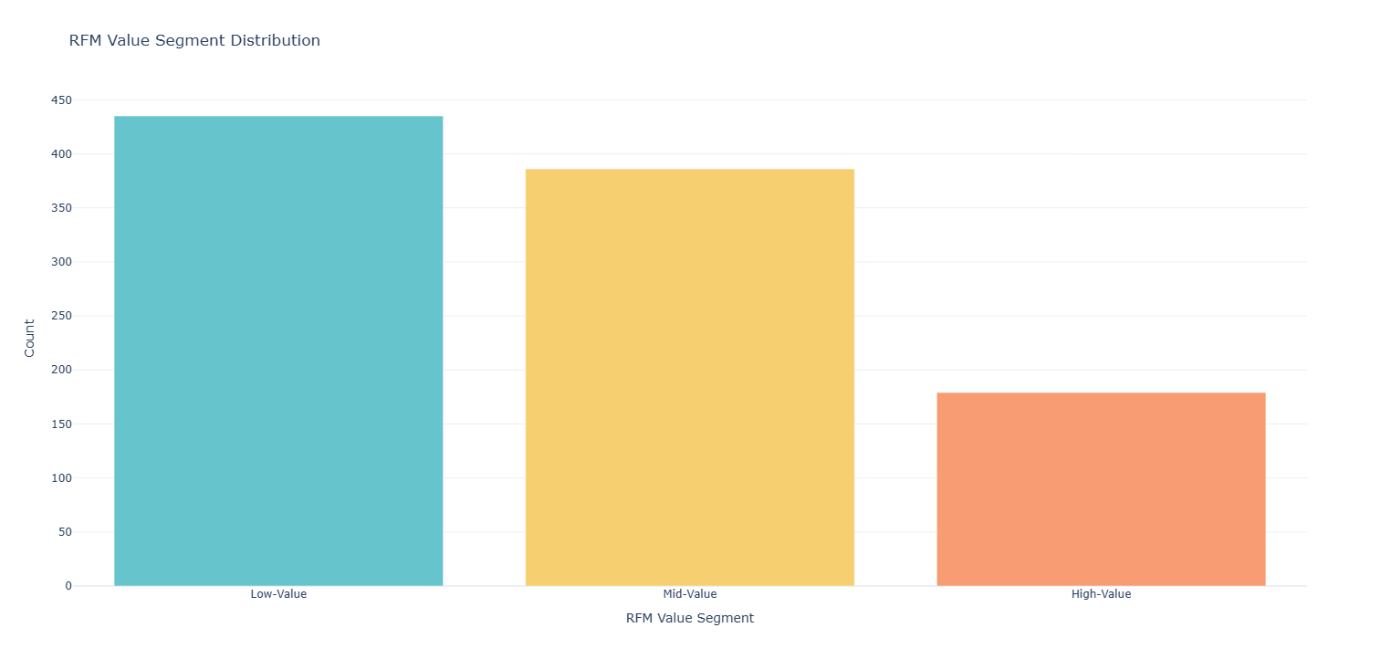 RFM Value Segment Distribution
450
400
350
300
250
200
150
100
50
0
Count
Low-Value Mid-Value High-Value
RFM Value Segment